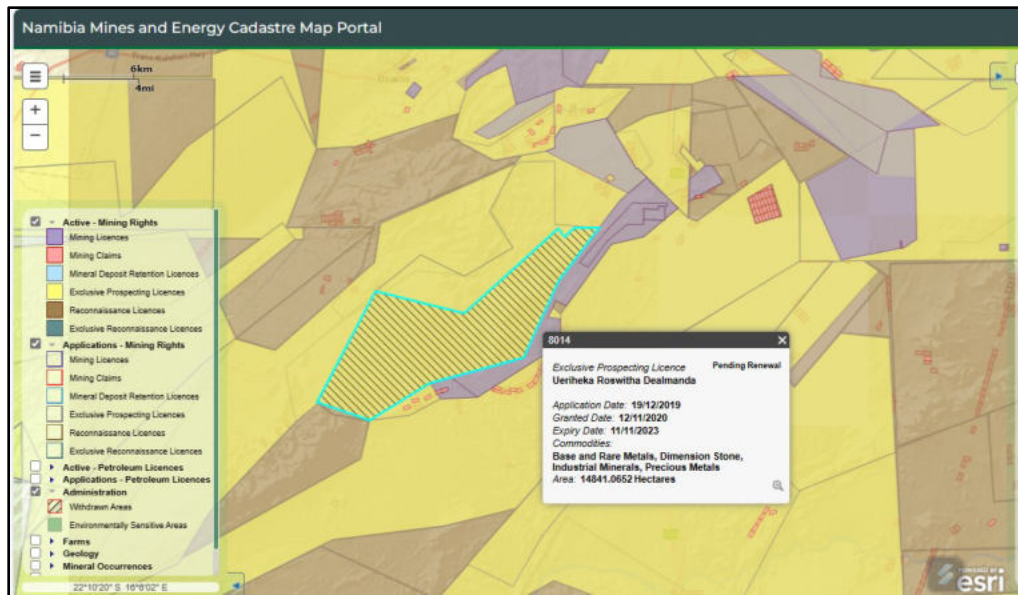 Namibia Mines and Energy Cadastre Map Portal
6km
4mi
+
−
Active - Mining Rights
Mining Licences
Mining Claims
Mineral Deposit Retention Licences
Exclusive Prospecting Licences
Reconnaissance Licences
Exclusive Reconnaissance Licences
Applications - Mining Rights
Mining Licences
Mining Claims
Mineral Deposit Retention Licences
Exclusive Prospecting Licences
Reconnaissance Licences
Exclusive Reconnaissance Licences
Active - Petroleum Licences
Applications - Petroleum Licences
Administration
Withdrawn Areas
Environmentally Sensitive Areas
Farms
Geology
Mineral Occurrences
22°10'20" S 16°6'02" E
8014
Exclusive Prospecting Licence Pending Renewal
Ueriheka Roswitha Dealmanda
Application Date: 19/12/2019
Granted Date: 12/11/2020
Expiry Date: 11/11/2023
Commodities:
Base and Rare Metals, Dimension Stone,
Industrial Minerals, Precious Metals
Area: 14841.0652 Hectares
POWERED BY
esri